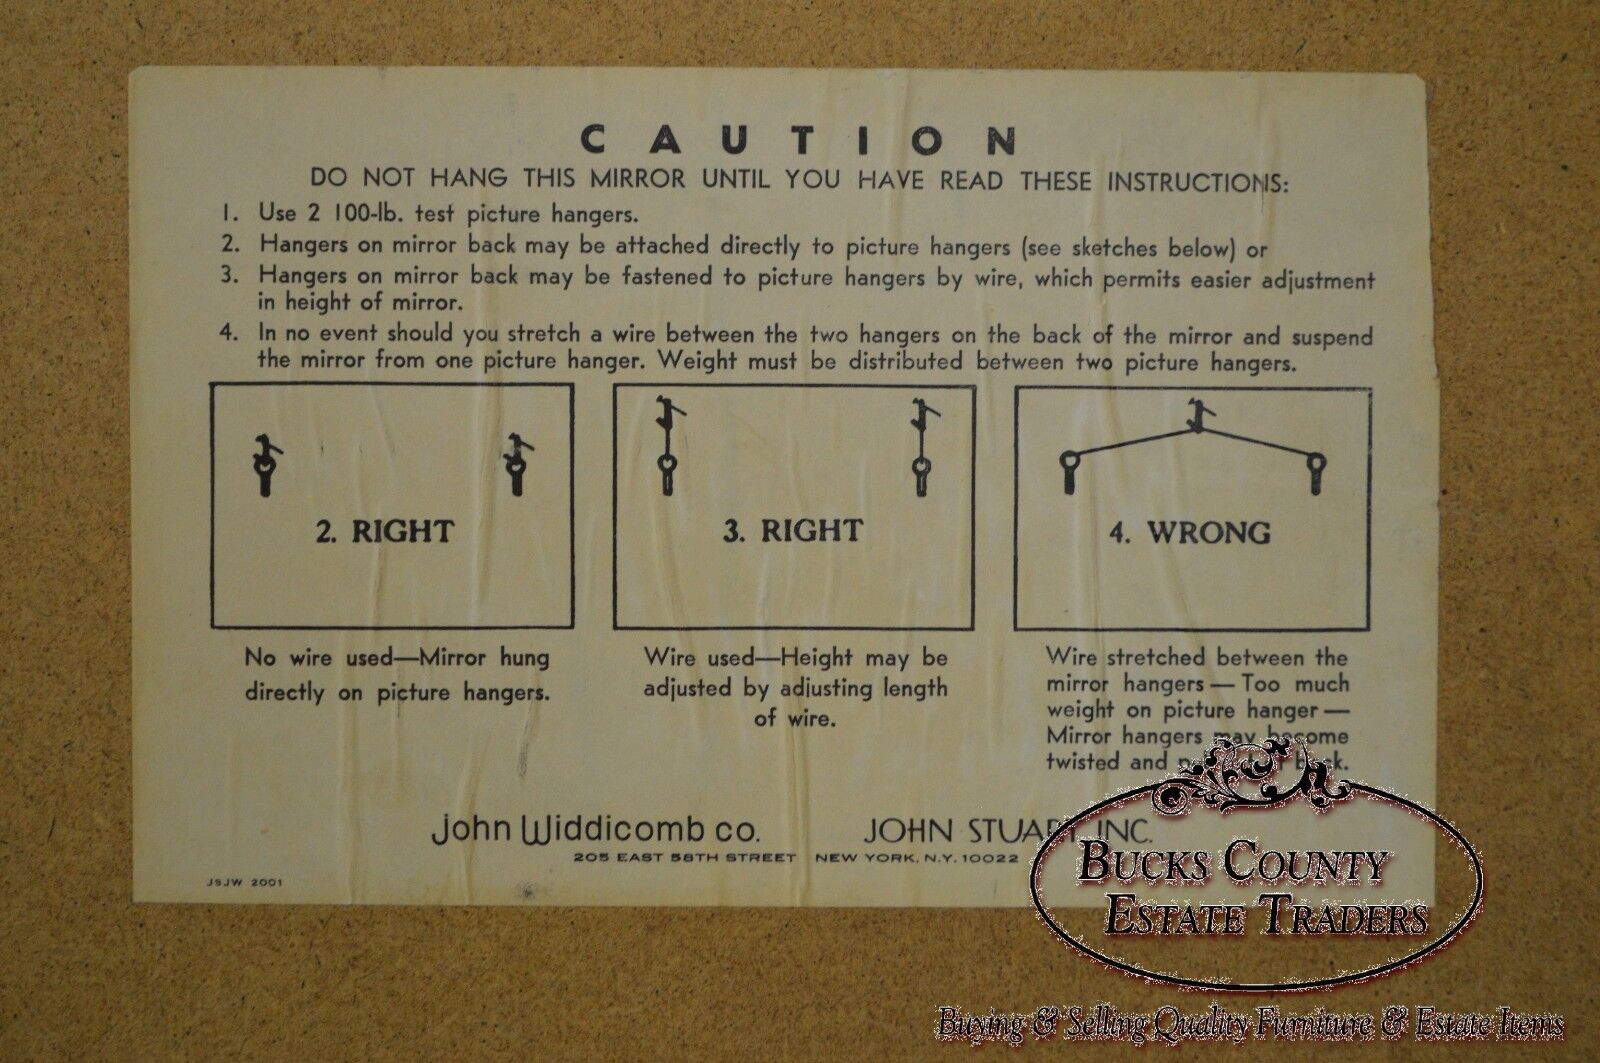 CAUTION
DO NOT HANG THIS MIRROR UNTIL YOU HAVE READ THESE INSTRUCTIONS:
1. Use 2 100-lb. test picture hangers.
2. Hangers on mirror back may be attached directly to picture hangers (see sketches below) or
3. Hangers on mirror back may be fastened to picture hangers by wire, which permits easier adjustment
in height of mirror.
4. In no event should you stretch a wire between the two hangers on the back of the mirror and suspend
the mirror from one picture hanger. Weight must be distributed between two picture hangers.
2. RIGHT
3. RIGHT
4. WRONG
No wire used—Mirror hung
directly on picture hangers.
Wire used—Height may be
adjusted by adjusting length
of wire.
Wire stretched between the
mirror hangers — Too much
weight on picture hanger —
Mirror hangers may become
twisted and
John Widdicomb co.
JOHN STUART INC.
205 EAST 58TH STREET NEW YORK, N.Y. 10022
JSJW 2001
BUCKS COUNTY
ESTATE TRADERS
Buying & Selling Quality Furniture & Estate Items